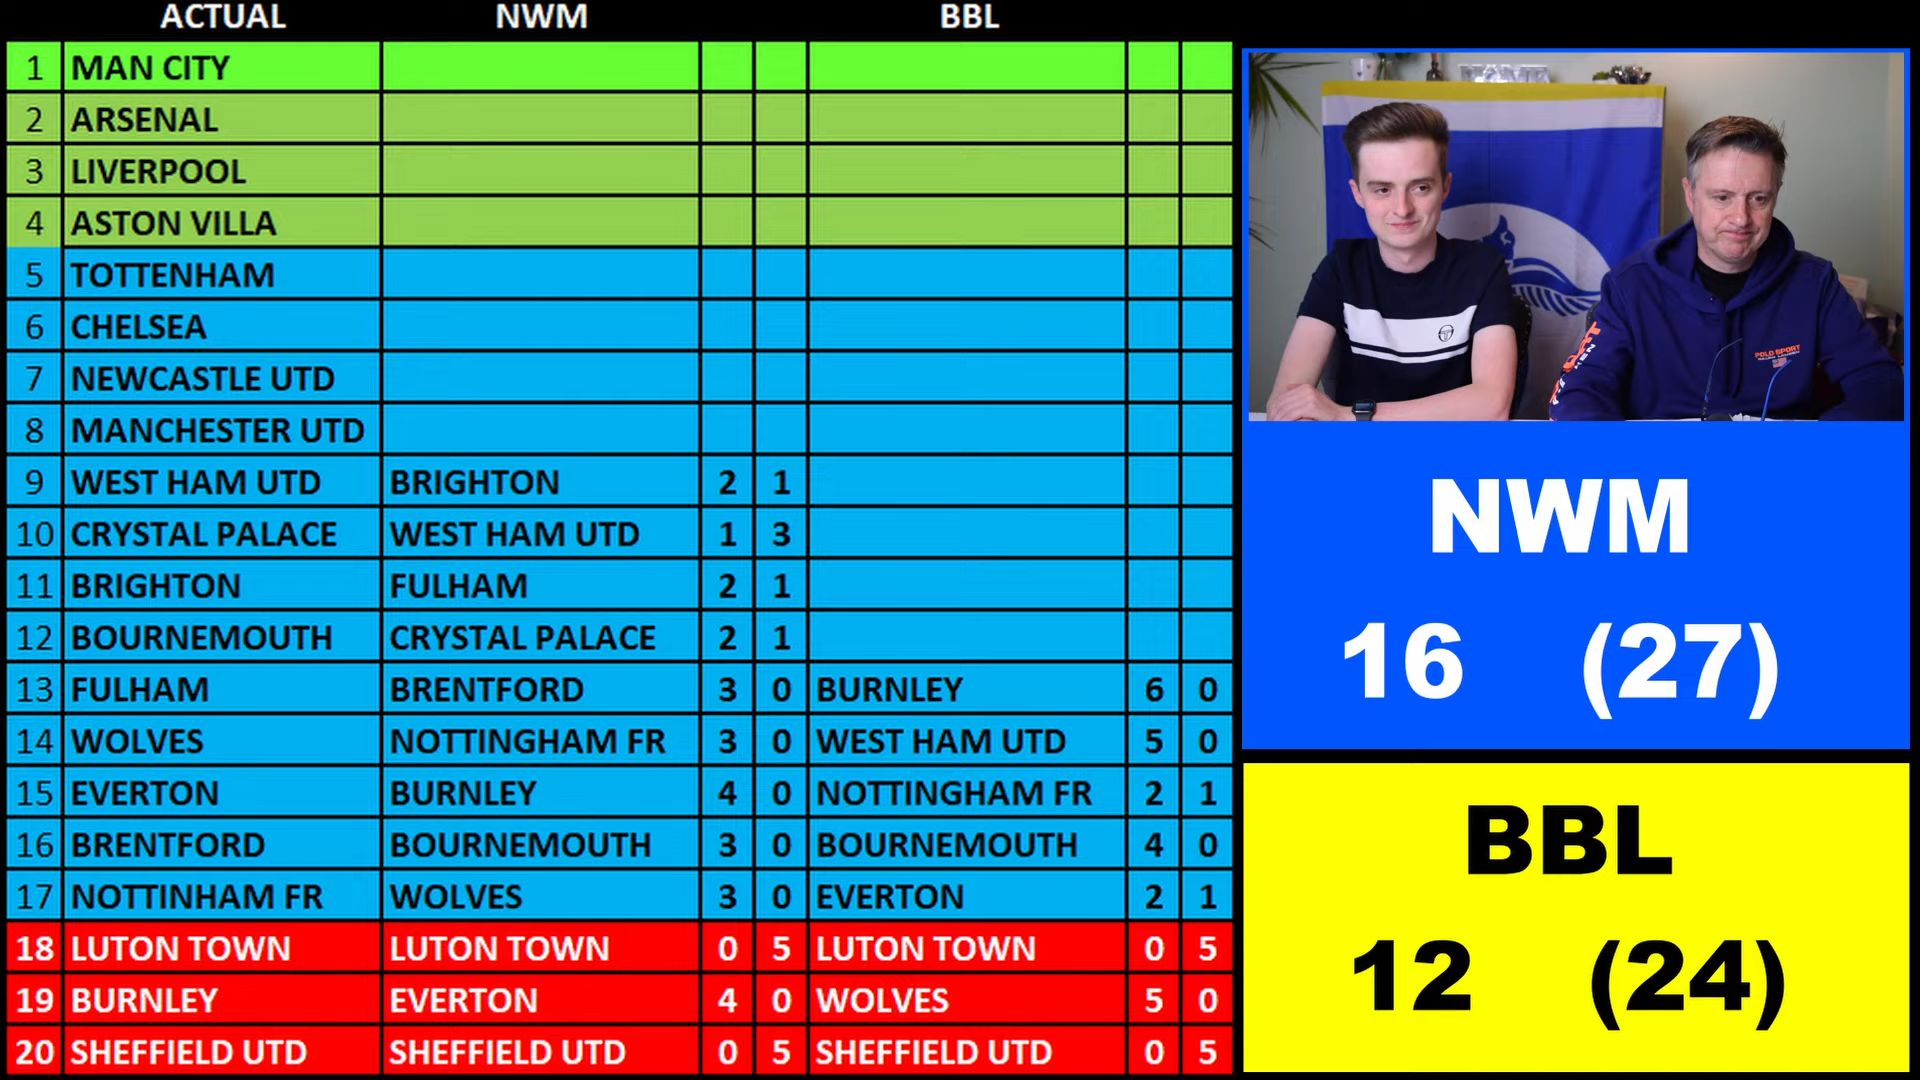 ACTUAL NWM BBL
1 MAN CITY
2 ARSENAL
3 LIVERPOOL
4 ASTON VILLA
5 TOTTENHAM
6 CHELSEA
7 NEWCASTLE UTD
8 MANCHESTER UTD
9 WEST HAM UTD BRIGHTON 2 1
10 CRYSTAL PALACE WEST HAM UTD 1 3
11 BRIGHTON FULHAM 2 1
12 BOURNEMOUTH CRYSTAL PALACE 2 1
13 FULHAM BRENTFORD 3 0 BURNLEY 6 0
14 WOLVES NOTTINGHAM FR 3 0 WEST HAM UTD 5 0
15 EVERTON BURNLEY 4 0 NOTTINGHAM FR 2 1
16 BRENTFORD BOURNEMOUTH 3 0 BOURNEMOUTH 4 0
17 NOTTINHAM FR WOLVES 3 0 EVERTON 2 1
18 LUTON TOWN LUTON TOWN 0 5 LUTON TOWN 0 5
19 BURNLEY EVERTON 4 0 WOLVES 5 0
20 SHEFFIELD UTD SHEFFIELD UTD 0 5 SHEFFIELD UTD 0 5
POLO SPORT
NWM
16 (27)
BBL
12 (24)